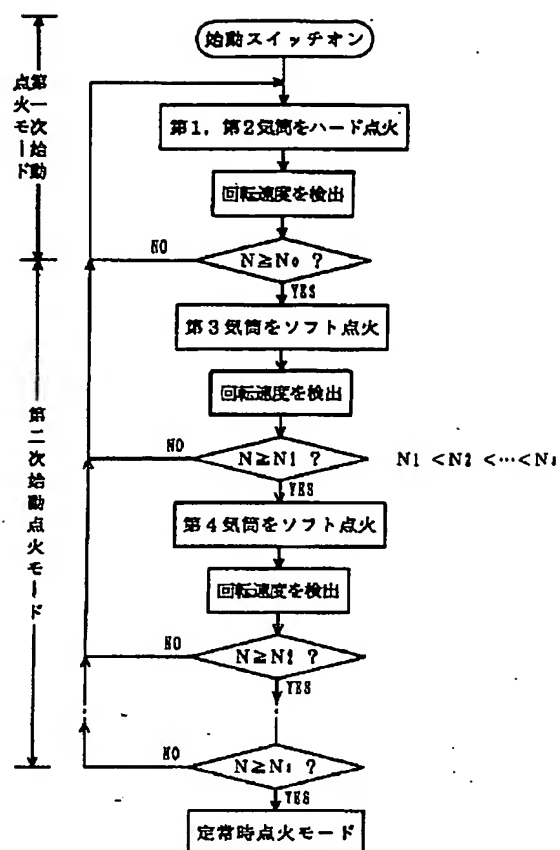 始動スイッチオン
第一次始動
点火モード
第1，第2気筒をハード点火
回転速度を検出
NO
N≧N0 ?
YES
第3気筒をソフト点火
回転速度を検出
NO
N≧N1 ?
N1 <N2 <…<Ni
YES
第二次始動点火モード
第4気筒をソフト点火
回転速度を検出
NO
N≧N2 ?
YES
NO
N≧Ni ?
YES
定常時点火モード